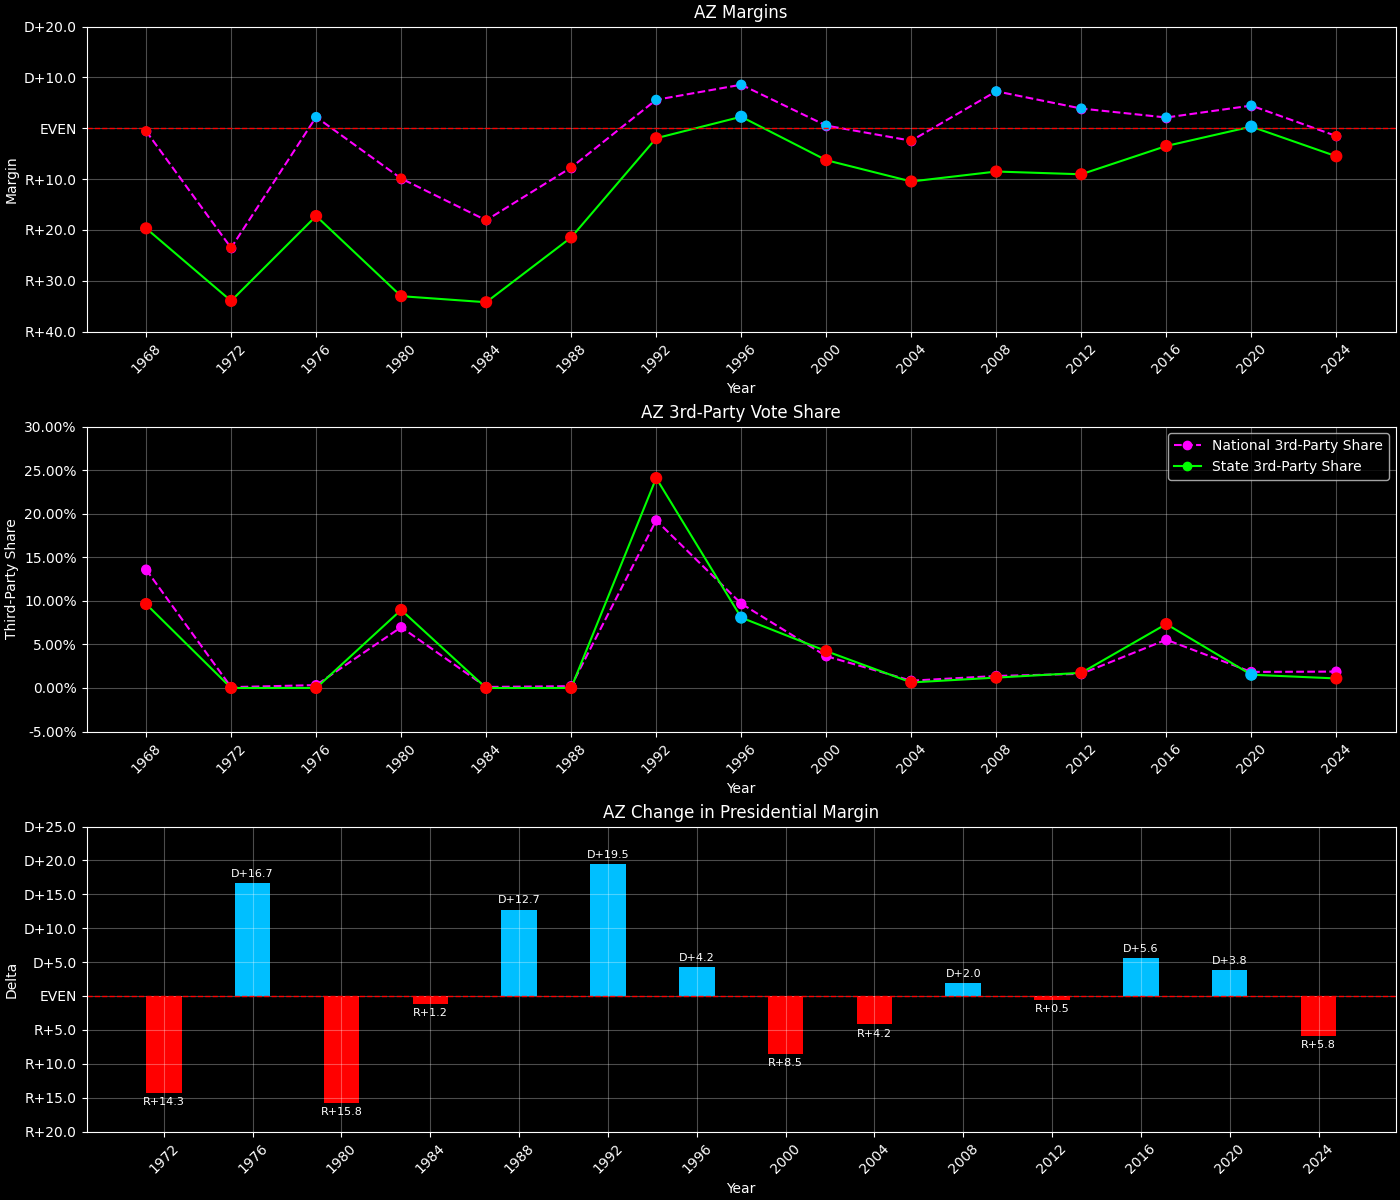 AZ Margins
D+20.0
D+10.0
EVEN
R+10.0
R+20.0
R+30.0
R+40.0
Margin
1968 1972 1976 1980 1984 1988 1992 1996 2000 2004 2008 2012 2016 2020 2024
Year
AZ 3rd-Party Vote Share
30.00%
25.00%
20.00%
15.00%
10.00%
5.00%
0.00%
-5.00%
Third-Party Share
National 3rd-Party Share
State 3rd-Party Share
1968 1972 1976 1980 1984 1988 1992 1996 2000 2004 2008 2012 2016 2020 2024
Year
AZ Change in Presidential Margin
D+25.0
D+20.0
D+15.0
D+10.0
D+5.0
EVEN
R+5.0
R+10.0
R+15.0
R+20.0
Delta
R+14.3
D+16.7
R+15.8
R+1.2
D+12.7
D+19.5
D+4.2
R+8.5
R+4.2
D+2.0
R+0.5
D+5.6
D+3.8
R+5.8
1972 1976 1980 1984 1988 1992 1996 2000 2004 2008 2012 2016 2020 2024
Year